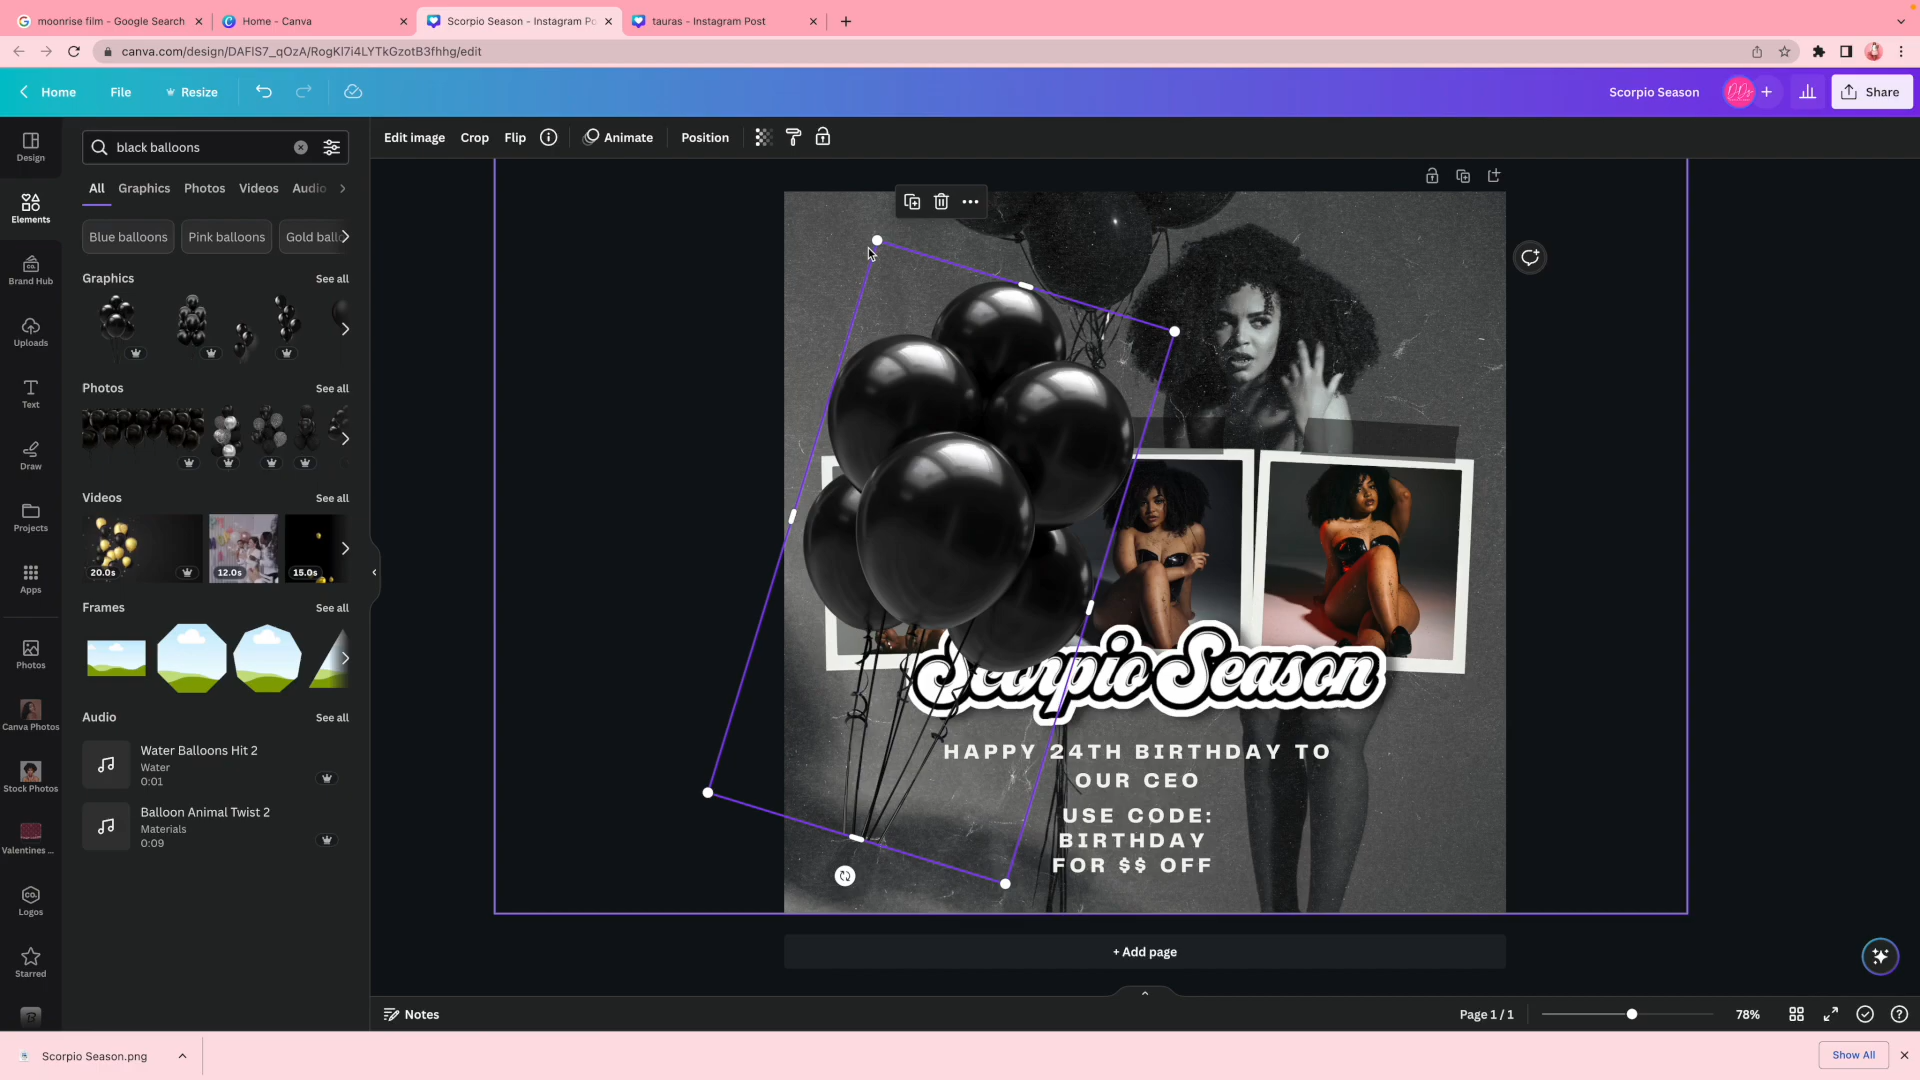 moonrise film - Google Search
Home - Canva
Scorpio Season - Instagram Po
tauras - Instagram Post
canva.com/design/DAFlS7_qOzA/RogKl7i4LYTkGzotB3fhhg/edit
Home
File
Resize
Scorpio Season
Share
Design
black balloons
Edit image
Crop
Flip
Animate
Position
All
Graphics
Photos
Videos
Audio
Elements
Blue balloons
Pink balloons
Gold ball
Brand Hub
Graphics
See all
Uploads
Photos
See all
Text
Draw
Videos
See all
Projects
20.0s
12.0s
15.0s
Apps
Frames
See all
Photos
Canva Photos
Audio
See all
Water Balloons Hit 2
Water
0:01
Stock Photos
Balloon Animal Twist 2
Materials
0:09
Valentines ...
Logos
Starred
Scorpio Season
HAPPY 24TH BIRTHDAY TO
OUR CEO
USE CODE:
BIRTHDAY
FOR $$ OFF
+ Add page
Notes
Page 1 / 1
78%
Scorpio Season.png
Show All